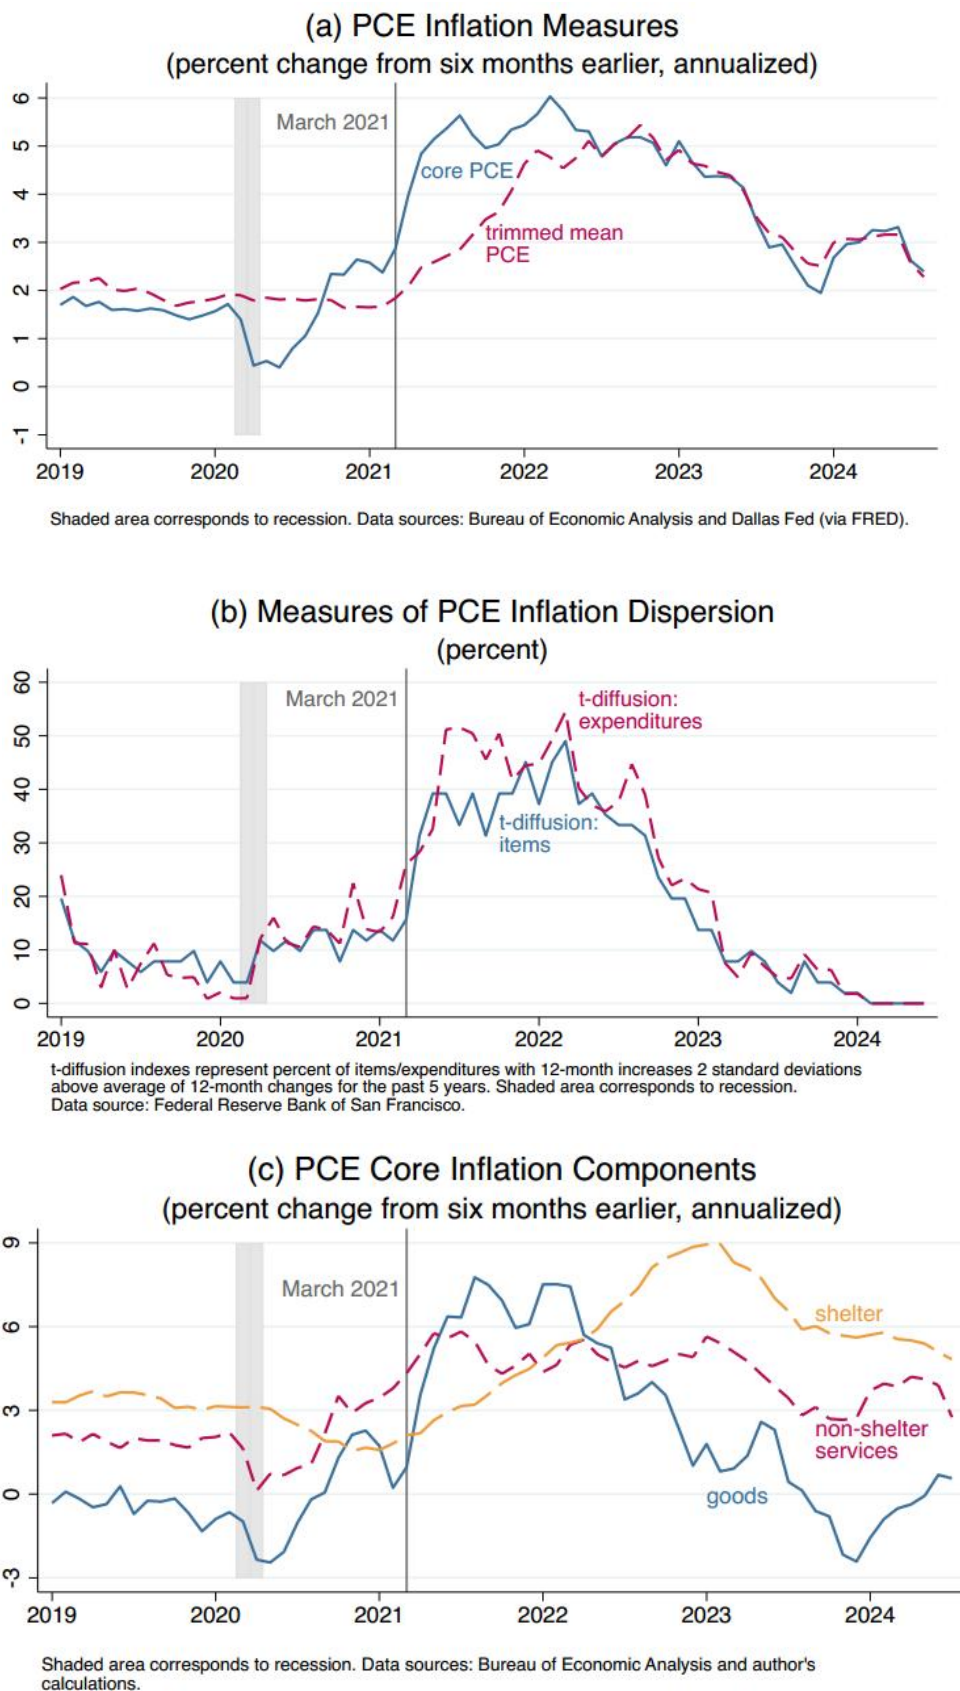 (a) PCE Inflation Measures
(percent change from six months earlier, annualized)
6
March 2021
5
core PCE
4
trimmed mean
3
PCE
2
1
0
-1
2019 2020 2021 2022 2023 2024
Shaded area corresponds to recession. Data sources: Bureau of Economic Analysis and Dallas Fed (via FRED).
(b) Measures of PCE Inflation Dispersion
(percent)
60
March 2021
t-diffusion:
expenditures
50
40
t-diffusion:
items
30
20
10
0
2019 2020 2021 2022 2023 2024
t-diffusion indexes represent percent of items/expenditures with 12-month increases 2 standard deviations
above average of 12-month changes for the past 5 years. Shaded area corresponds to recession.
Data source: Federal Reserve Bank of San Francisco.
(c) PCE Core Inflation Components
(percent change from six months earlier, annualized)
9
March 2021
shelter
6
3
non-shelter
services
goods
0
-3
2019 2020 2021 2022 2023 2024
Shaded area corresponds to recession. Data sources: Bureau of Economic Analysis and author's
calculations.